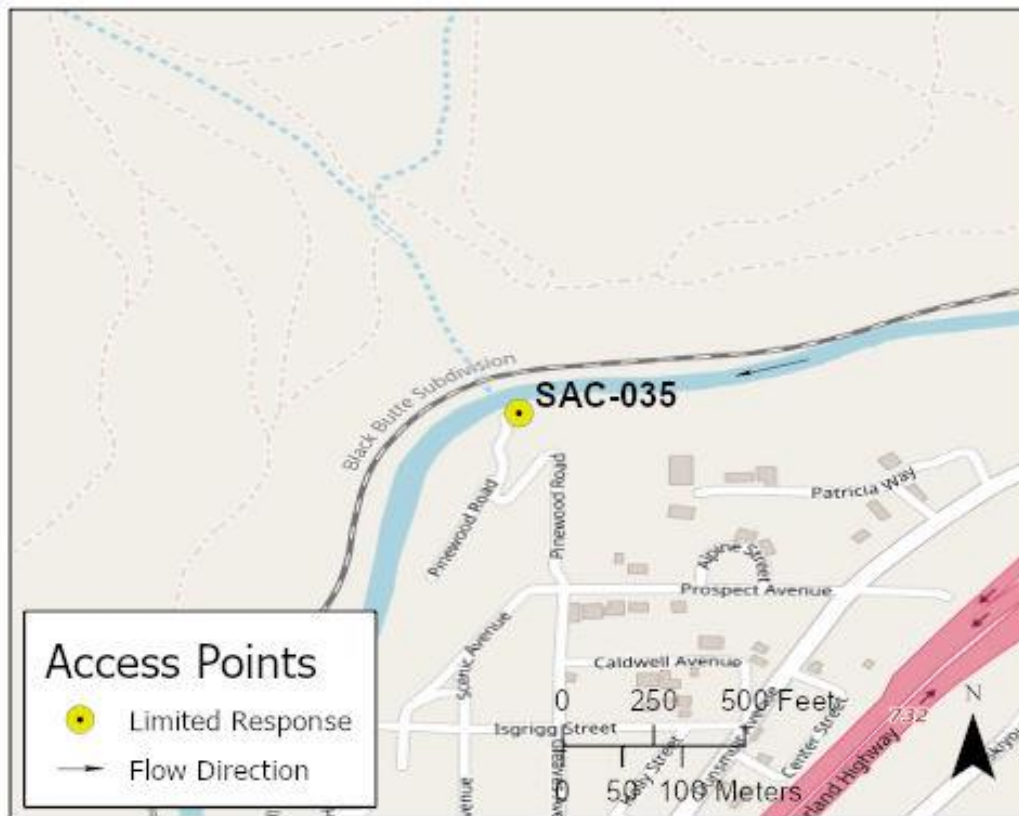 Black Butte Subdivision
SAC-035
Pinewood Road
Pinewood Road
Patricia Way
Alpine Street
Prospect Avenue
Scenic Avenue
Caldwell Avenue
Isgrigg Street
Center Street
732
N
0 250 500 Feet
0 50 100 Meters
Access Points
Limited Response
Flow Direction